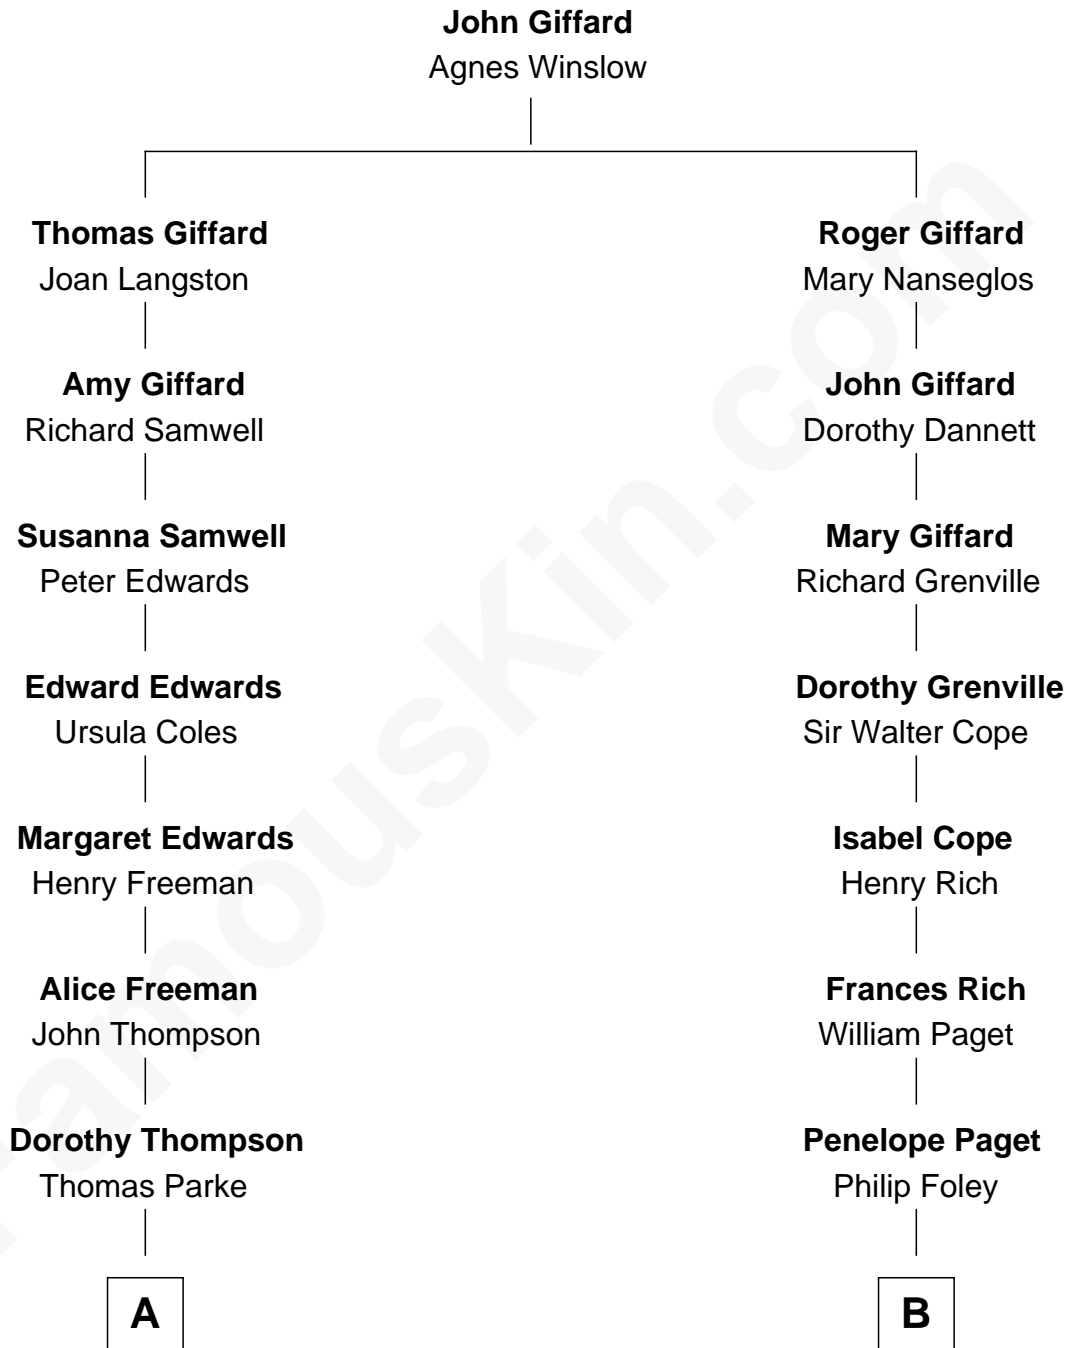 John Giffard
Agnes Winslow
Thomas Giffard
Joan Langston
Roger Giffard
Mary Nanseglos
Amy Giffard
Richard Samwell
John Giffard
Dorothy Dannett
Susanna Samwell
Peter Edwards
Mary Giffard
Richard Grenville
Edward Edwards
Ursula Coles
Dorothy Grenville
Sir Walter Cope
Margaret Edwards
Henry Freeman
Isabel Cope
Henry Rich
Alice Freeman
John Thompson
Frances Rich
William Paget
Dorothy Thompson
Thomas Parke
Penelope Paget
Philip Foley
A
B
FamousKin.com